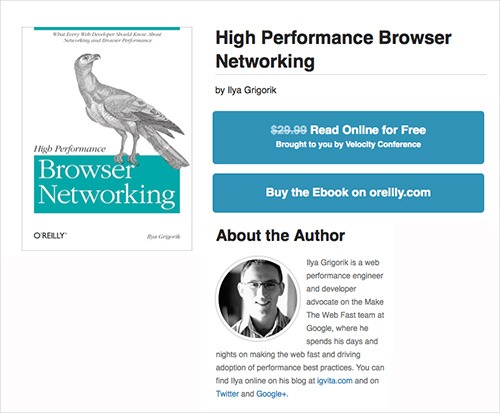 What Every Web Developer Should Know About
Networking and Browser Performance
High Performance
Browser
Networking
O'REILLY®
Ilya Grigorik
High Performance Browser
Networking
by Ilya Grigorik
$29.99 Read Online for Free
Brought to you by Velocity Conference
Buy the Ebook on oreilly.com
About the Author
Ilya Grigorik is a web
performance engineer
and developer
advocate on the Make
The Web Fast team at
Google, where he
spends his days and
nights on making the web fast and driving
adoption of performance best practices. You can
find Ilya online on his blog at igvita.com and on
Twitter and Google+.